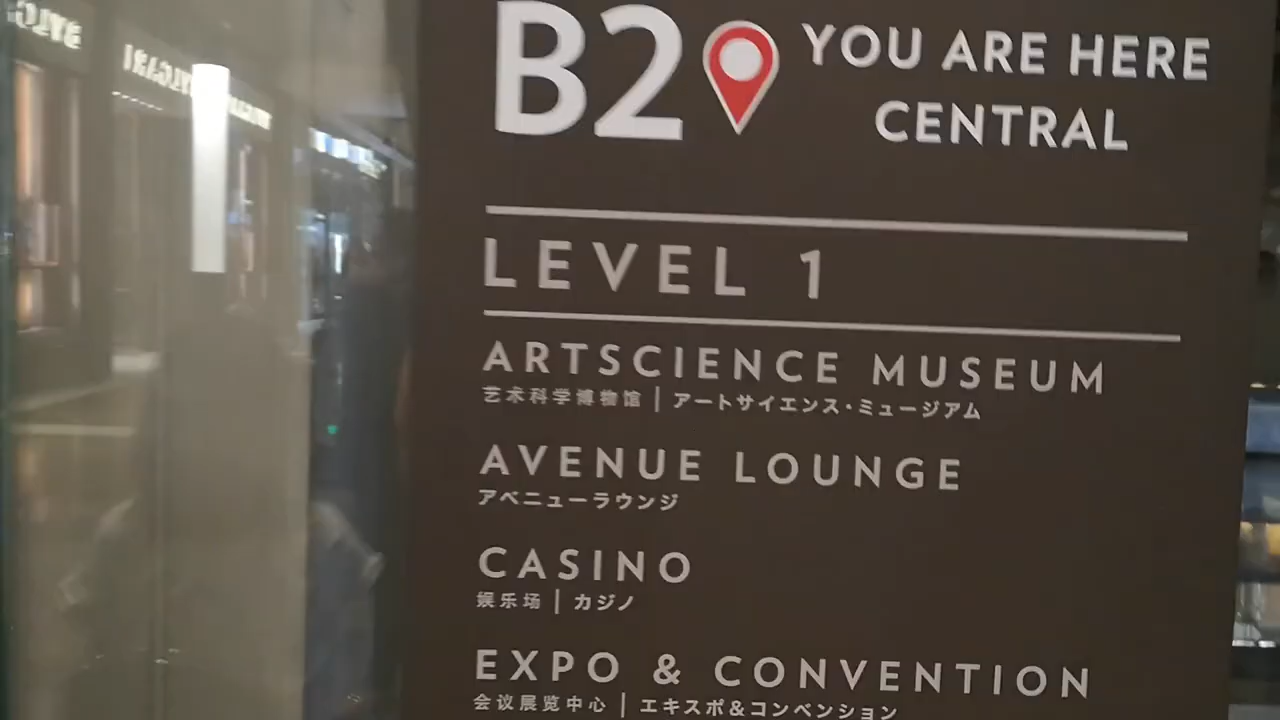 B2 YOU ARE HERE
CENTRAL
LEVEL 1
ARTSCIENCE MUSEUM
艺术科学博物馆 | アートサイエンス・ミュージアム
AVENUE LOUNGE
アベニューラウンジ
CASINO
娱乐场 | カジノ
EXPO & CONVENTION
会议展览中心 | エキスポ&コンベンション